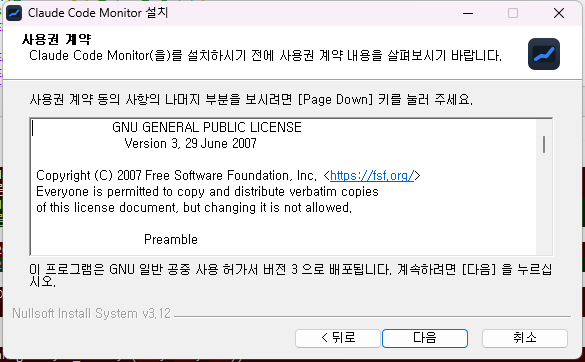 Claude Code Monitor 설치
사용권 계약
Claude Code Monitor(을)를 설치하시기 전에 사용권 계약 내용을 살펴보시기 바랍니다.
사용권 계약 동의 사항의 나머지 부분을 보시려면 [Page Down] 키를 눌러 주세요.
GNU GENERAL PUBLIC LICENSE
Version 3, 29 June 2007
Copyright (C) 2007 Free Software Foundation, Inc. <https://fsf.org/>
Everyone is permitted to copy and distribute verbatim copies
of this license document, but changing it is not allowed.
Preamble
이 프로그램은 GNU 일반 공중 사용 허가서 버전 3 으로 배포됩니다. 계속하려면 [다음] 을 누르십
시오.
Nullsoft Install System v3.12
< 뒤로
다음
취소